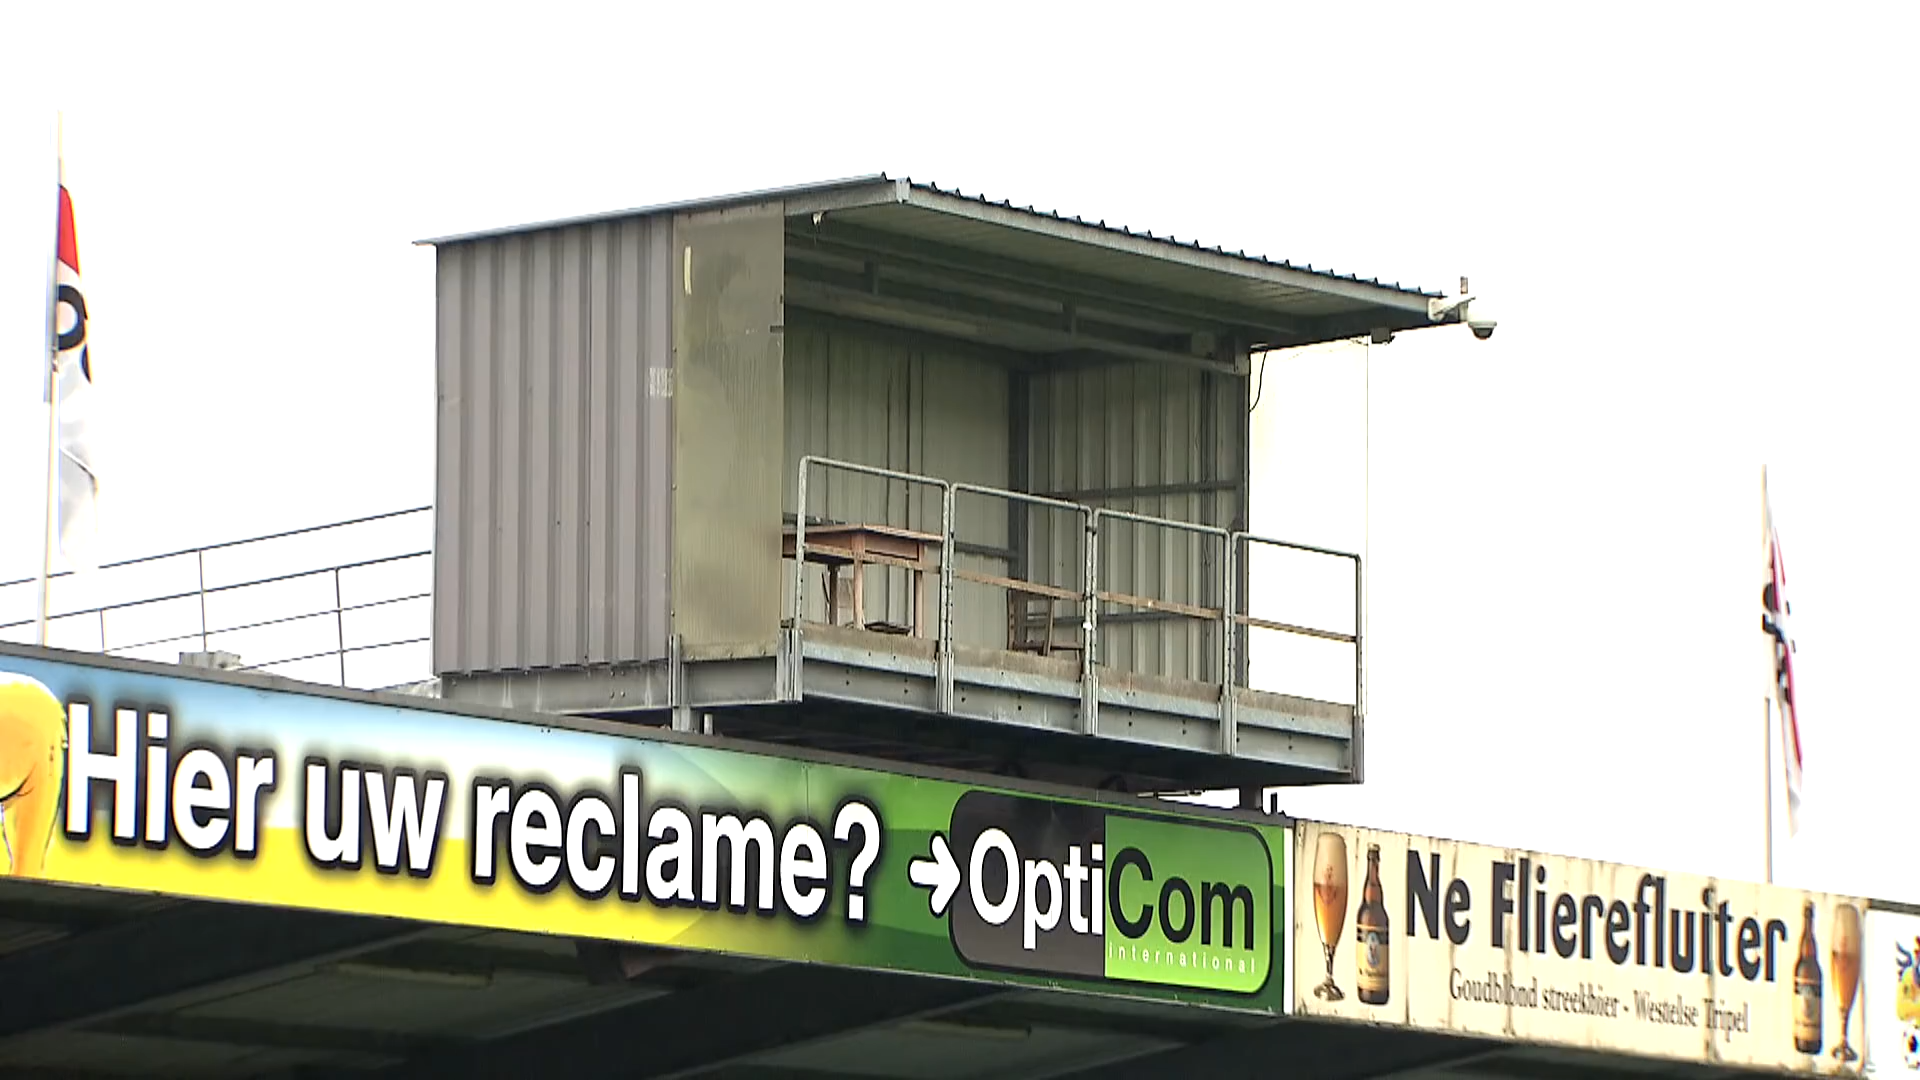 Hier uw reclame?
OptiCom
international
Ne Flierefluiter
Goudblond streekbier - Westelse Tripel